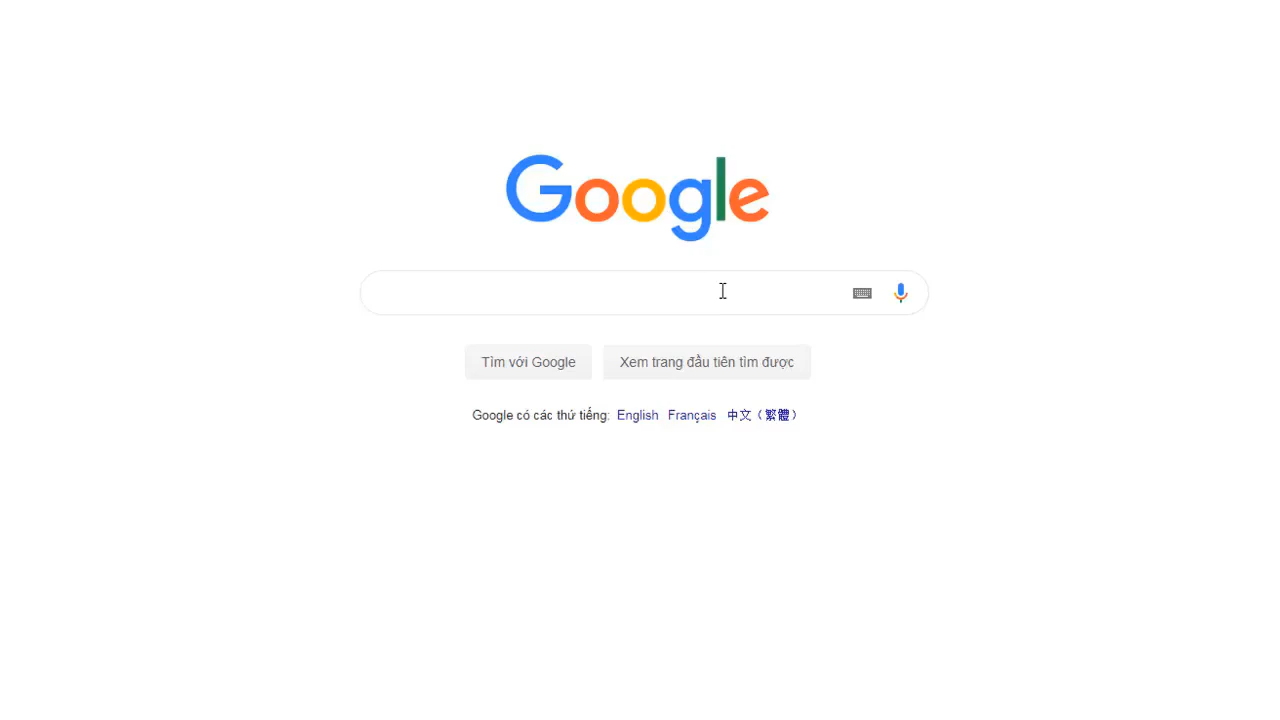 Google
Tìm với Google
Xem trang đầu tiên tìm được
Google có các thứ tiếng: English Français 中文（繁體）